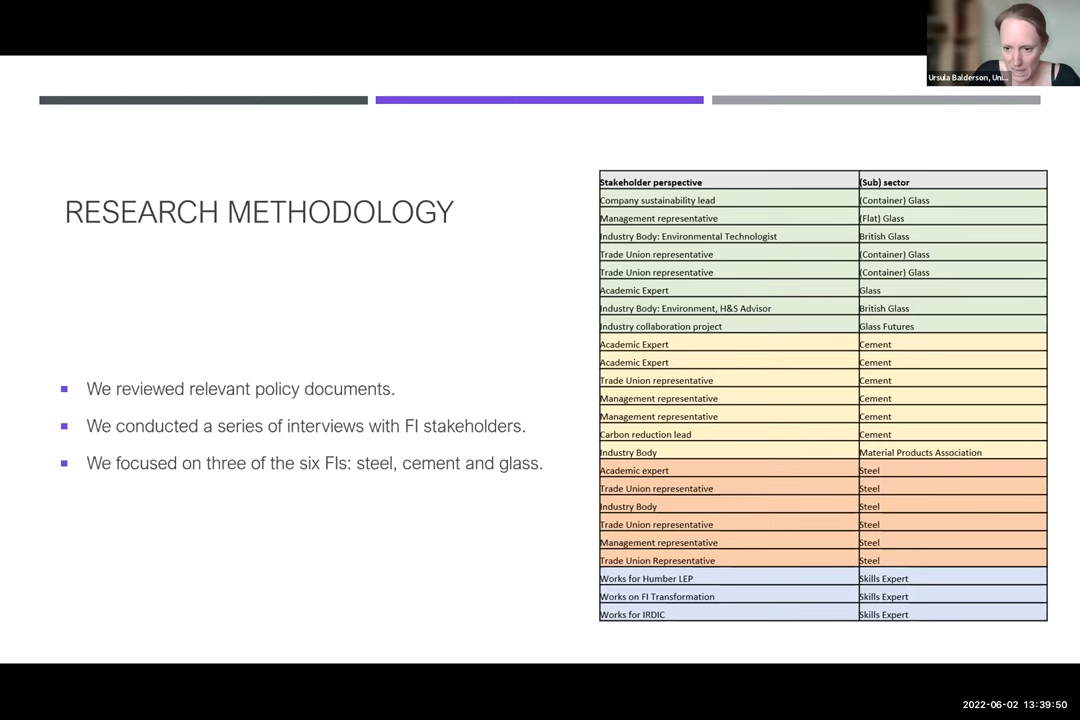 Ursula Balderson, Uni...
RESEARCH METHODOLOGY
We reviewed relevant policy documents.
We conducted a series of interviews with FI stakeholders.
We focused on three of the six FIs: steel, cement and glass.
Stakeholder perspective (Sub) sector
Company sustainability lead (Container) Glass
Management representative (Flat) Glass
Industry Body: Environmental Technologist British Glass
Trade Union representative (Container) Glass
Trade Union representative (Container) Glass
Academic Expert Glass
Industry Body: Environment, H&S Advisor British Glass
Industry collaboration project Glass Futures
Academic Expert Cement
Academic Expert Cement
Trade Union representative Cement
Management representative Cement
Management representative Cement
Carbon reduction lead Cement
Industry Body Material Products Association
Academic expert Steel
Trade Union representative Steel
Industry Body Steel
Trade Union representative Steel
Management representative Steel
Trade Union Representative Steel
Works for Humber LEP Skills Expert
Works on FI Transformation Skills Expert
Works for IRDIC Skills Expert
2022-06-02 13:39:50